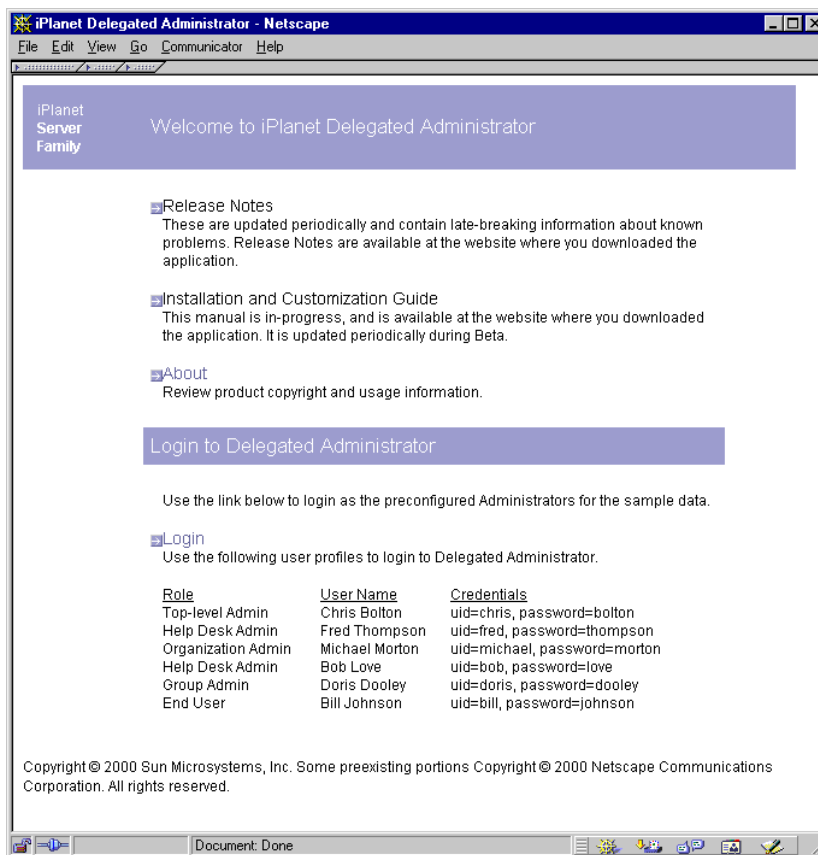 iPlanet Delegated Administrator - Netscape
File Edit View Go Communicator Help
iPlanet
Server
Family
Welcome to iPlanet Delegated Administrator
Release Notes
These are updated periodically and contain late-breaking information about known
problems. Release Notes are available at the website where you downloaded the
application.
Installation and Customization Guide
This manual is in-progress, and is available at the website where you downloaded
the application. It is updated periodically during Beta.
About
Review product copyright and usage information.
Login to Delegated Administrator
Use the link below to login as the preconfigured Administrators for the sample data.
Login
Use the following user profiles to login to Delegated Administrator.
Role User Name Credentials
Top-level Admin Chris Bolton uid=chris, password=bolton
Help Desk Admin Fred Thompson uid=fred, password=thompson
Organization Admin Michael Morton uid=michael, password=morton
Help Desk Admin Bob Love uid=bob, password=love
Group Admin Doris Dooley uid=doris, password=dooley
End User Bill Johnson uid=bill, password=johnson
Copyright © 2000 Sun Microsystems, Inc. Some preexisting portions Copyright © 2000 Netscape Communications
Corporation. All rights reserved.
Document: Done